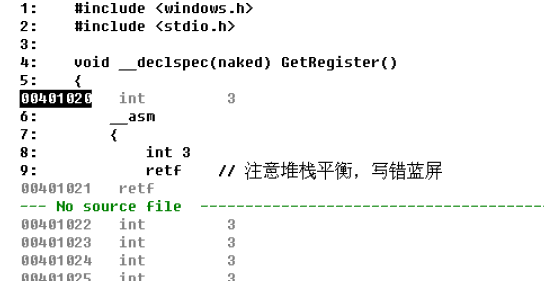 1: #include <windows.h>
2: #include <stdio.h>
3:
4: void __declspec(naked) GetRegister()
5: {
00401020 int 3
6: __asm
7: {
8: int 3
9: retf // 注意堆栈平衡，写错蓝屏
00401021 retf
--- No source file ---------------------------------------
00401022 int 3
00401023 int 3
00401024 int 3
00401025 int 3